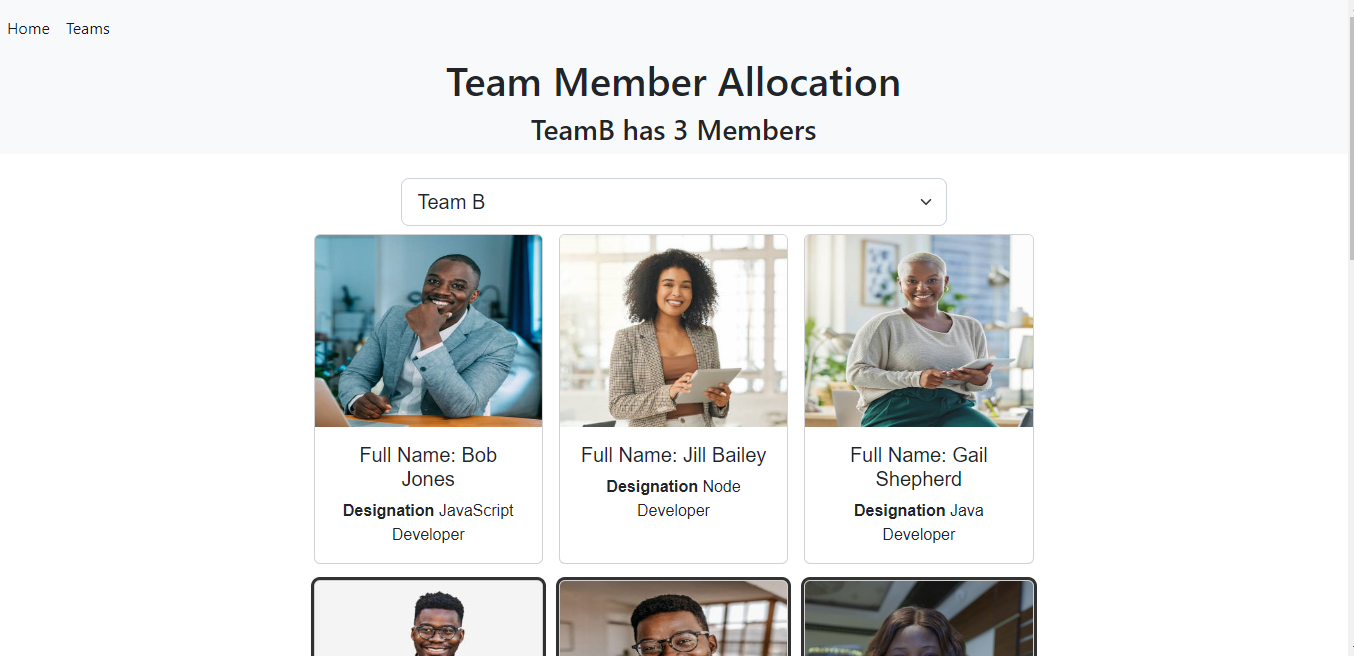 Home Teams
Team Member Allocation
TeamB has 3 Members
Team B
Full Name: Bob
Jones
Designation JavaScript
Developer
Full Name: Jill Bailey
Designation Node
Developer
Full Name: Gail
Shepherd
Designation Java
Developer